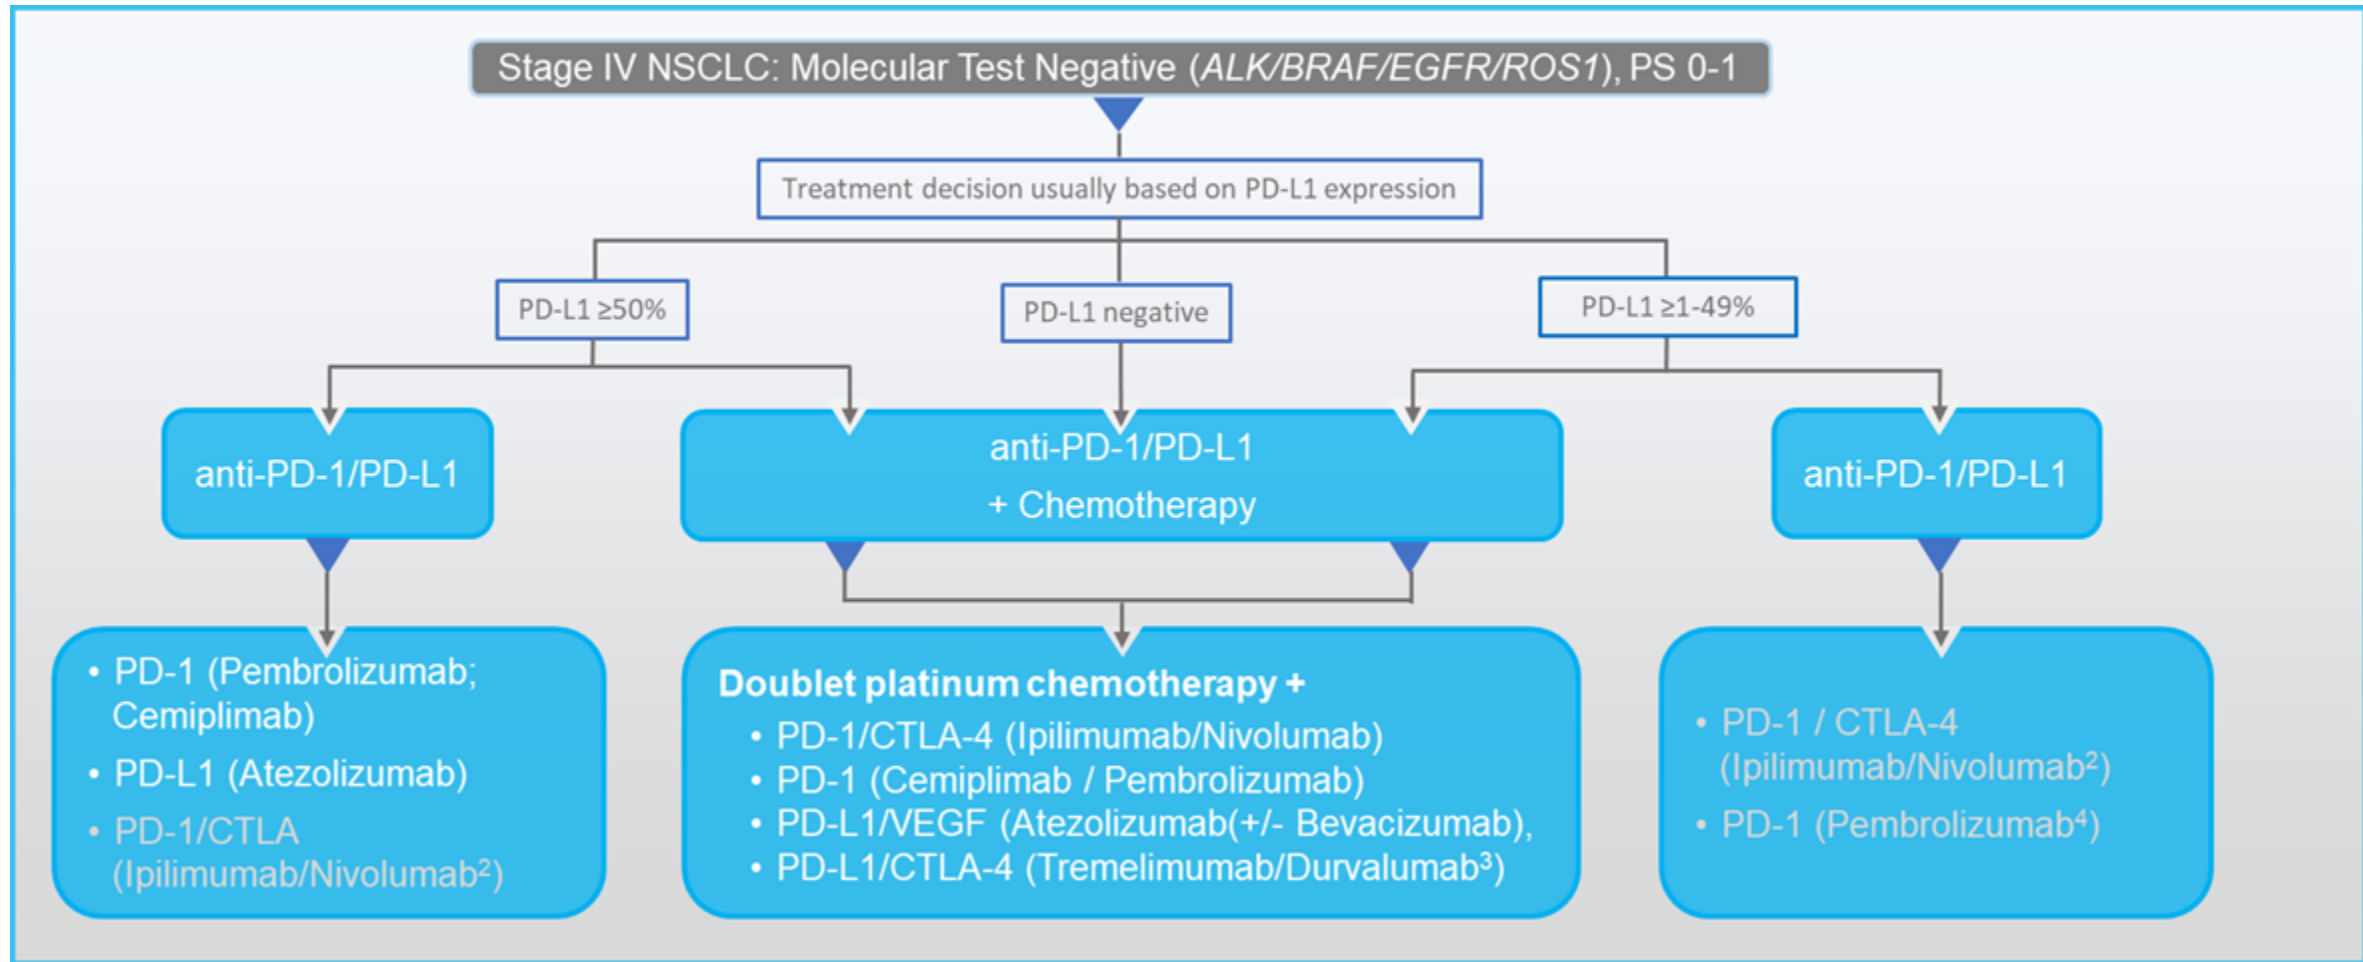 Stage IV NSCLC: Molecular Test Negative (ALK/BRAF/EGFR/ROS1), PS 0-1
Treatment decision usually based on PD-L1 expression
PD-L1 ≥50%
PD-L1 negative
PD-L1 ≥1-49%
anti-PD-1/PD-L1
anti-PD-1/PD-L1
+ Chemotherapy
anti-PD-1/PD-L1
• PD-1 (Pembrolizumab;
Cemiplimab)
• PD-L1 (Atezolizumab)
• PD-1/CTLA
(Ipilimumab/Nivolumab²)
Doublet platinum chemotherapy +
• PD-1/CTLA-4 (Ipilimumab/Nivolumab)
• PD-1 (Cemiplimab / Pembrolizumab)
• PD-L1/VEGF (Atezolizumab(+/- Bevacizumab),
• PD-L1/CTLA-4 (Tremelimumab/Durvalumab³)
• PD-1 / CTLA-4
(Ipilimumab/Nivolumab²)
• PD-1 (Pembrolizumab⁴)